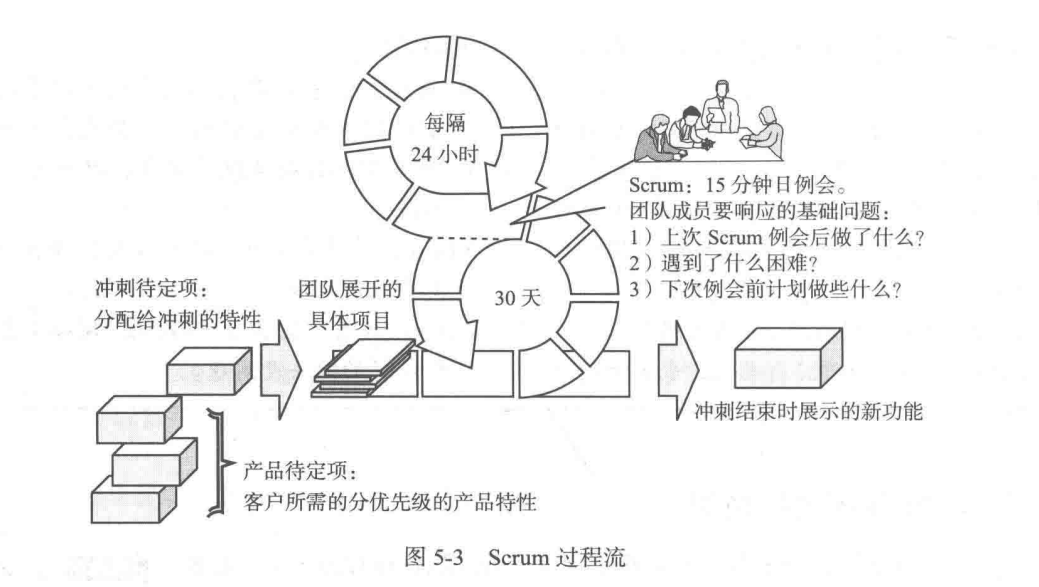 每隔
24 小时
Scrum：15 分钟日例会。
团队成员要响应的基础问题：
1）上次 Scrum 例会后做了什么？
2）遇到了什么困难？
3）下次例会前计划做些什么？
30 天
冲刺待定项：
分配给冲刺的特性
团队展开的
具体项目
冲刺结束时展示的新功能
产品待定项：
客户所需的分优先级的产品特性
图 5-3 Scrum 过程流